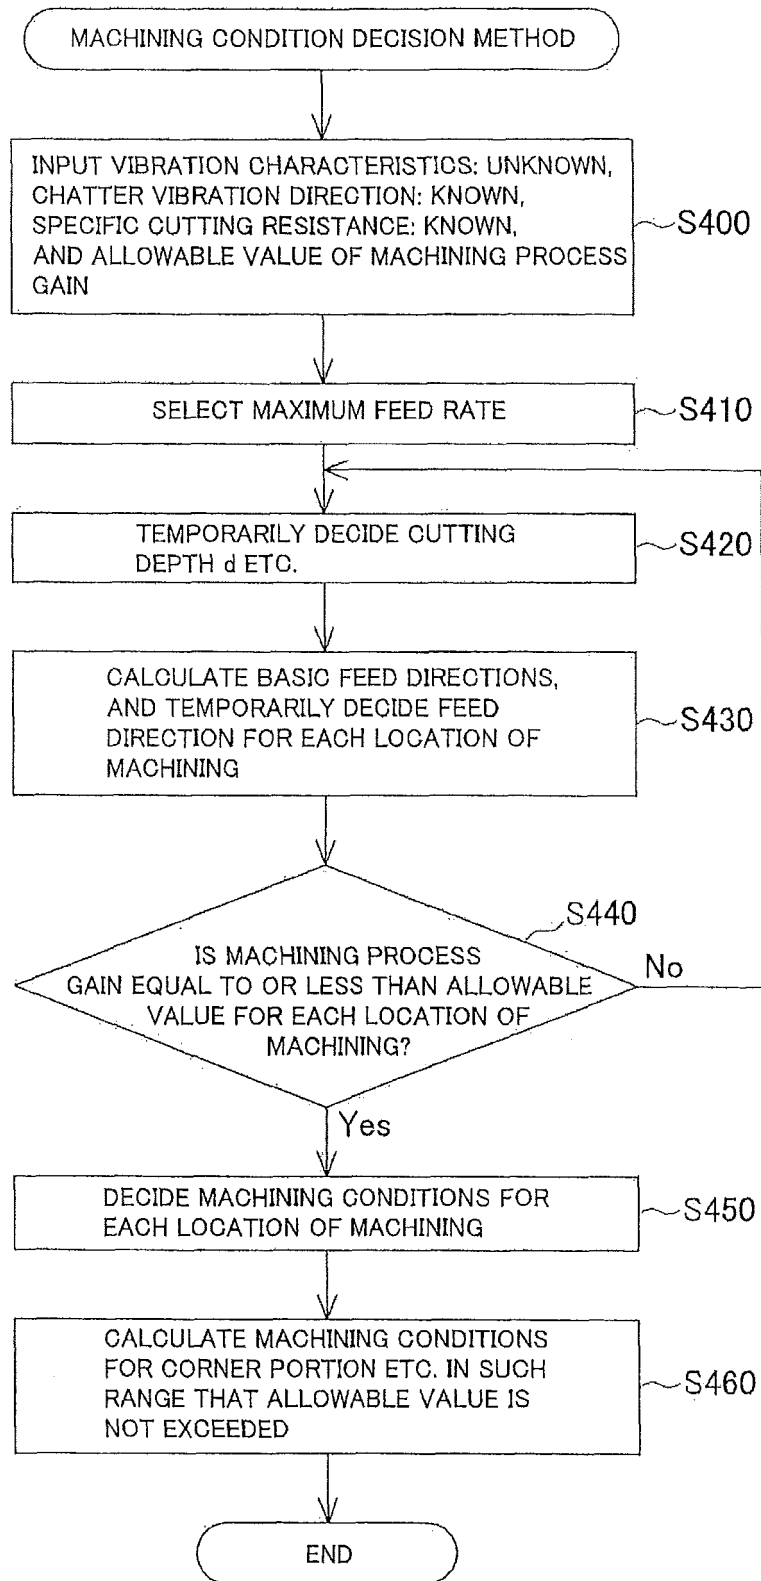 MACHINING CONDITION DECISION METHOD
INPUT VIBRATION CHARACTERISTICS: UNKNOWN,
CHATTER VIBRATION DIRECTION: KNOWN,
SPECIFIC CUTTING RESISTANCE: KNOWN,
AND ALLOWABLE VALUE OF MACHINING PROCESS
GAIN
S400
SELECT MAXIMUM FEED RATE
S410
TEMPORARILY DECIDE CUTTING
DEPTH d ETC.
S420
CALCULATE BASIC FEED DIRECTIONS,
AND TEMPORARILY DECIDE FEED
DIRECTION FOR EACH LOCATION OF
MACHINING
S430
S440
IS MACHINING PROCESS
GAIN EQUAL TO OR LESS THAN ALLOWABLE
VALUE FOR EACH LOCATION OF
MACHINING?
No
Yes
DECIDE MACHINING CONDITIONS FOR
EACH LOCATION OF MACHINING
S450
CALCULATE MACHINING CONDITIONS
FOR CORNER PORTION ETC. IN SUCH
RANGE THAT ALLOWABLE VALUE IS
NOT EXCEEDED
S460
END